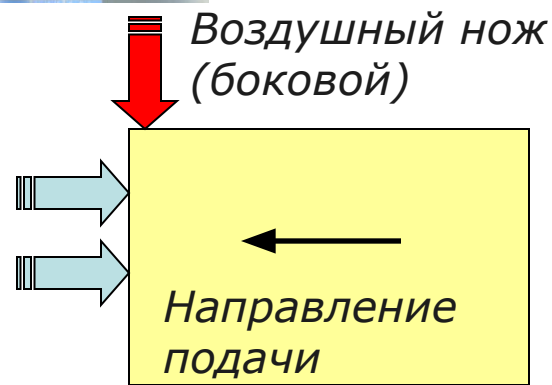 Воздушный нож
(боковой)
Направление
подачи